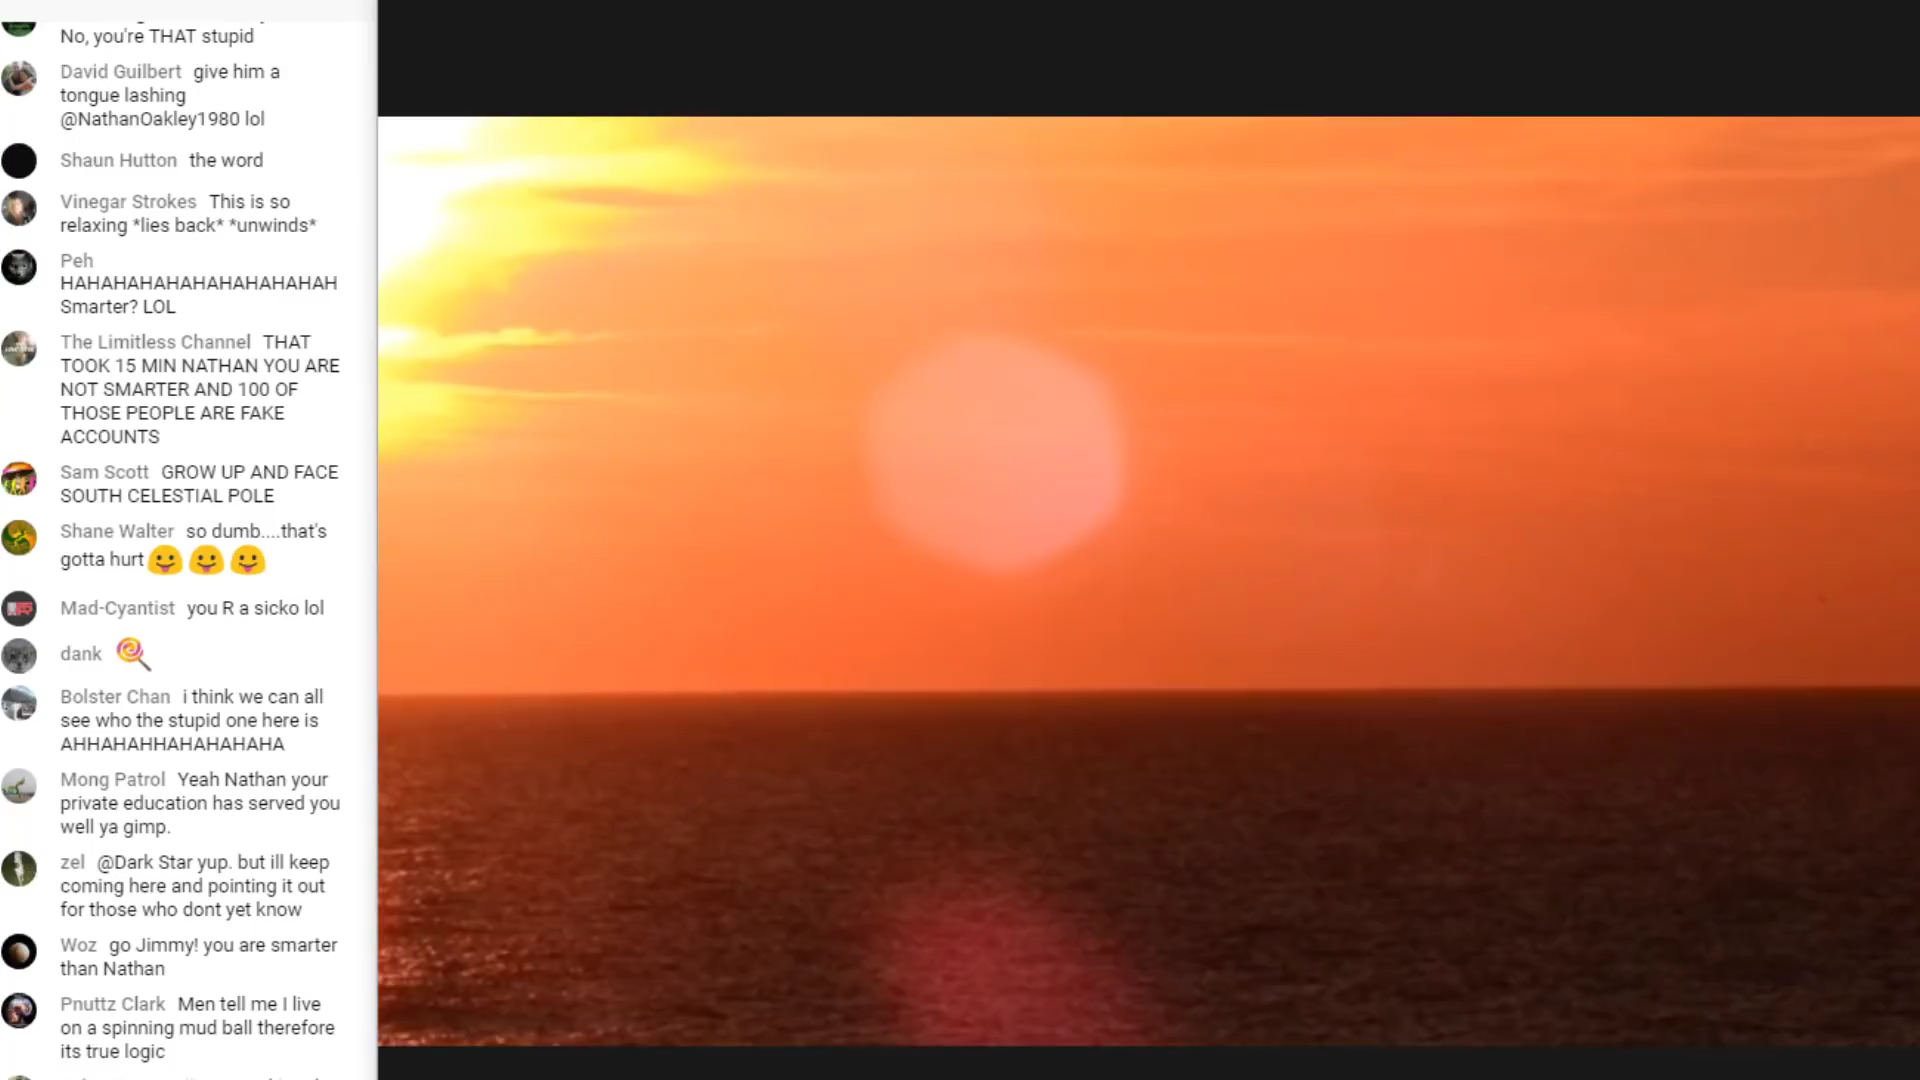 No, you're THAT stupid
David Guilbert give him a
tongue lashing
@NathanOakley1980 lol
Shaun Hutton the word
Vinegar Strokes This is so
relaxing *lies back* *unwinds*
Peh
HAHAHAHAHAHAHAHAHAHAH
Smarter? LOL
The Limitless Channel THAT
TOOK 15 MIN NATHAN YOU ARE
NOT SMARTER AND 100 OF
THOSE PEOPLE ARE FAKE
ACCOUNTS
Sam Scott GROW UP AND FACE
SOUTH CELESTIAL POLE
Shane Walter so dumb....that's
gotta hurt
Mad-Cyantist you R a sicko lol
dank
Bolster Chan i think we can all
see who the stupid one here is
AHHAHAHHAHAHAHAHA
Mong Patrol Yeah Nathan your
private education has served you
well ya gimp.
zel @Dark Star yup. but ill keep
coming here and pointing it out
for those who dont yet know
Woz go Jimmy! you are smarter
than Nathan
Pnuttz Clark Men tell me I live
on a spinning mud ball therefore
its true logic